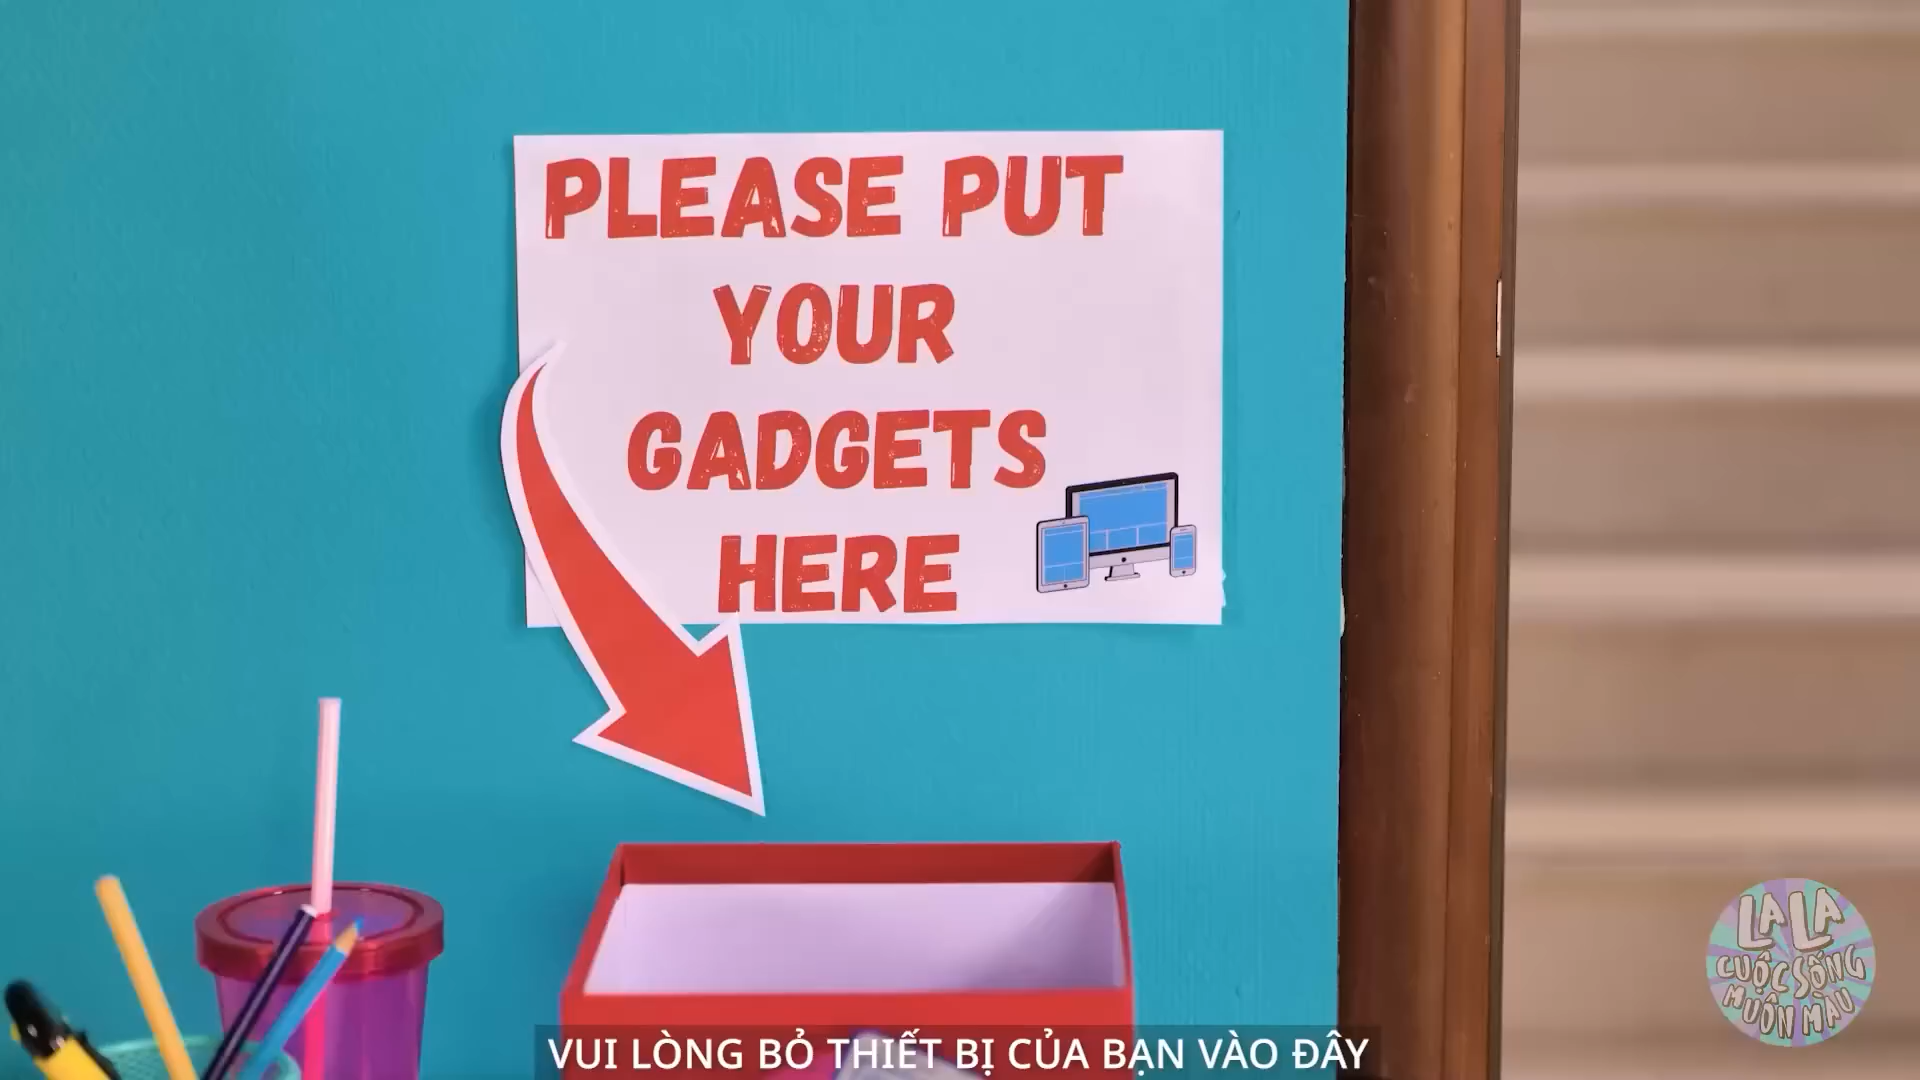 PLEASE PUT
YOUR
GADGETS
HERE
LA LA
CUỘC SỐNG
MUÔN MÀU
VUI LÒNG BỎ THIẾT BỊ CỦA BẠN VÀO ĐÂY